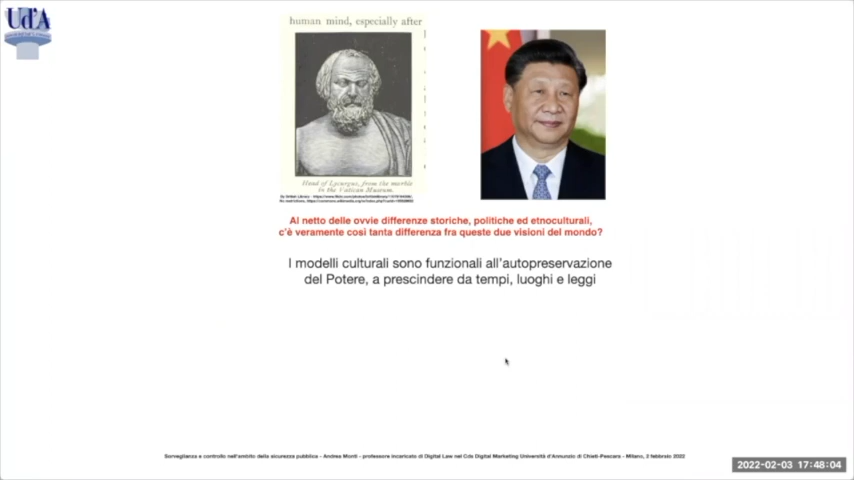 Ud'A
human mind, especially after
Head of Lycurgus, from the marble
in the Vatican Museum.
Al netto delle ovvie differenze storiche, politiche ed etnoculturali,
c'è veramente così tanta differenza fra queste due visioni del mondo?
I modelli culturali sono funzionali all'autopreservazione
del Potere, a prescindere da tempi, luoghi e leggi
Sorveglianza e controllo nell'ambito della sicurezza pubblica - Andrea Monti - professore incaricato di Digital Law nel Cds Digital Marketing Università d'Annunzio di Chieti-Pescara - Milano, 2 febbraio 2022
2022-02-03 17:48:04